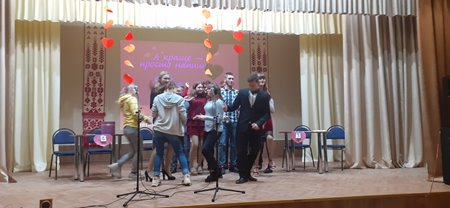 А краще —
просто напиши